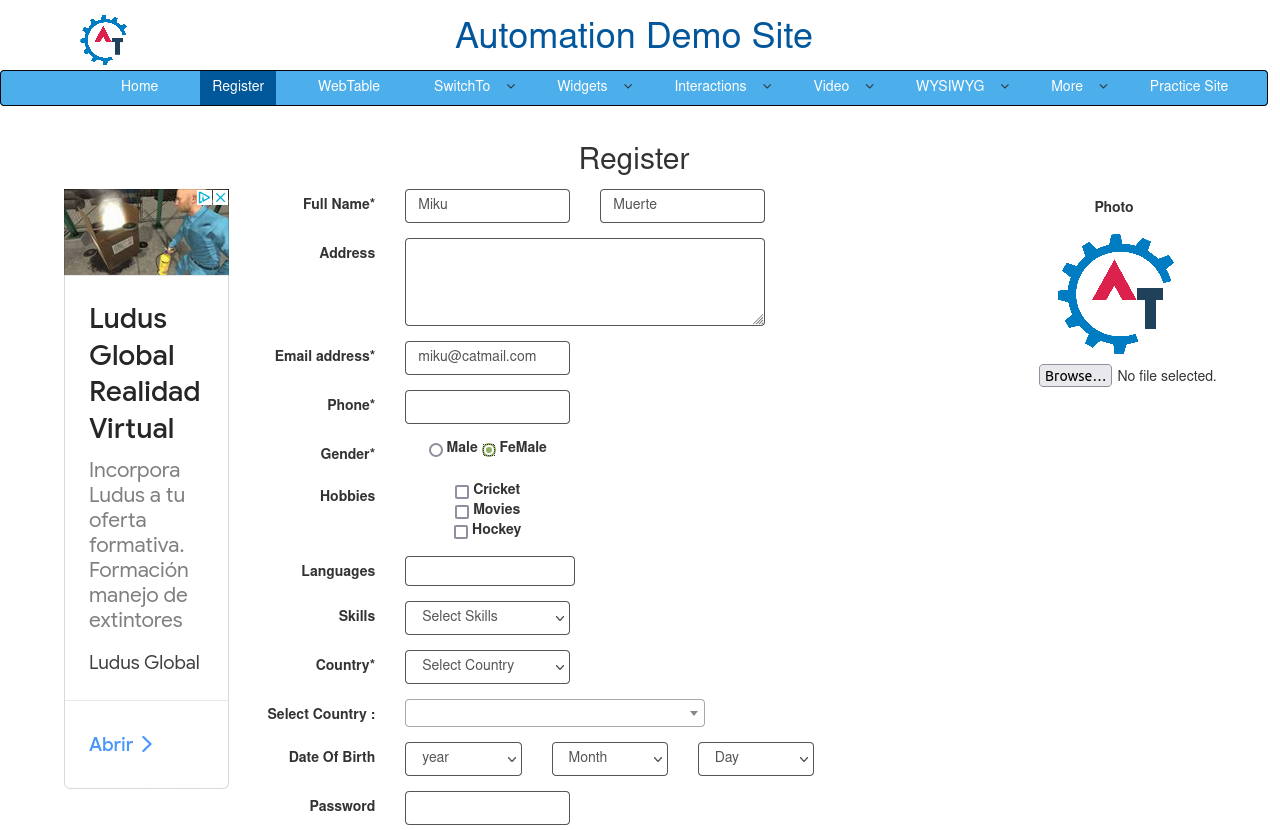 AT
Automation Demo Site
Home Register WebTable SwitchTo Widgets Interactions Video WYSIWYG More Practice Site
Register
Full Name* Miku Muerte
Photo
AT
Browse... No file selected.
Address
Email address* miku@catmail.com
Phone*
Gender* Male FeMale
Hobbies Cricket
Movies
Hockey
Languages
Skills Select Skills
Country* Select Country
Select Country :
Date Of Birth year Month Day
Password
Ludus
Global
Realidad
Virtual
Incorpora
Ludus a tu
oferta
formativa.
Formación
manejo de
extintores
Ludus Global
Abrir